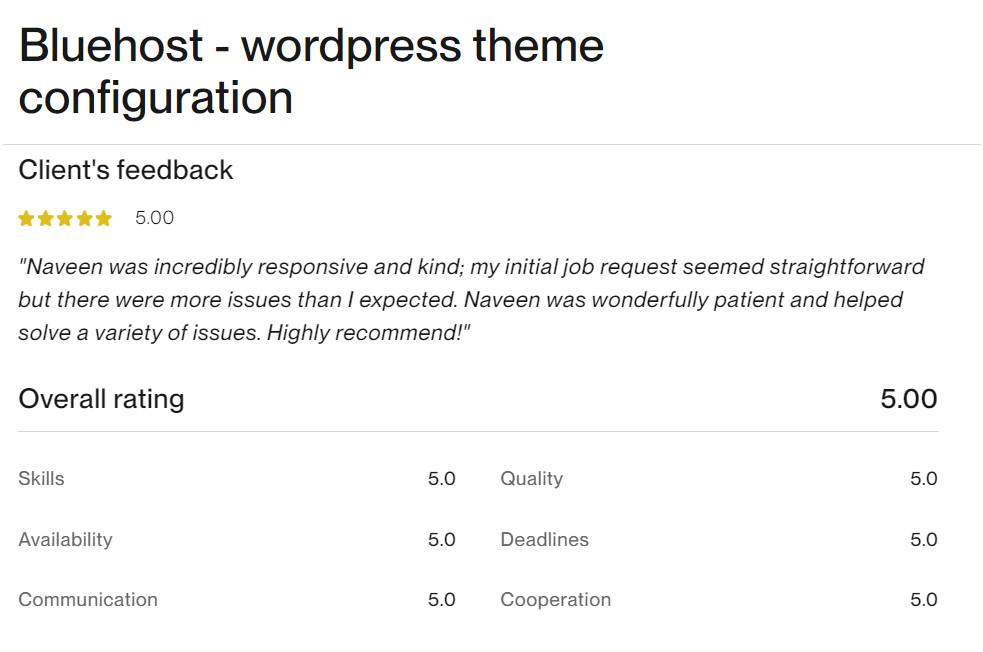 Bluehost - wordpress theme
configuration
Client's feedback
5.00
"Naveen was incredibly responsive and kind; my initial job request seemed straightforward
but there were more issues than I expected. Naveen was wonderfully patient and helped
solve a variety of issues. Highly recommend!"
Overall rating 5.00
Skills 5.0 Quality 5.0
Availability 5.0 Deadlines 5.0
Communication 5.0 Cooperation 5.0